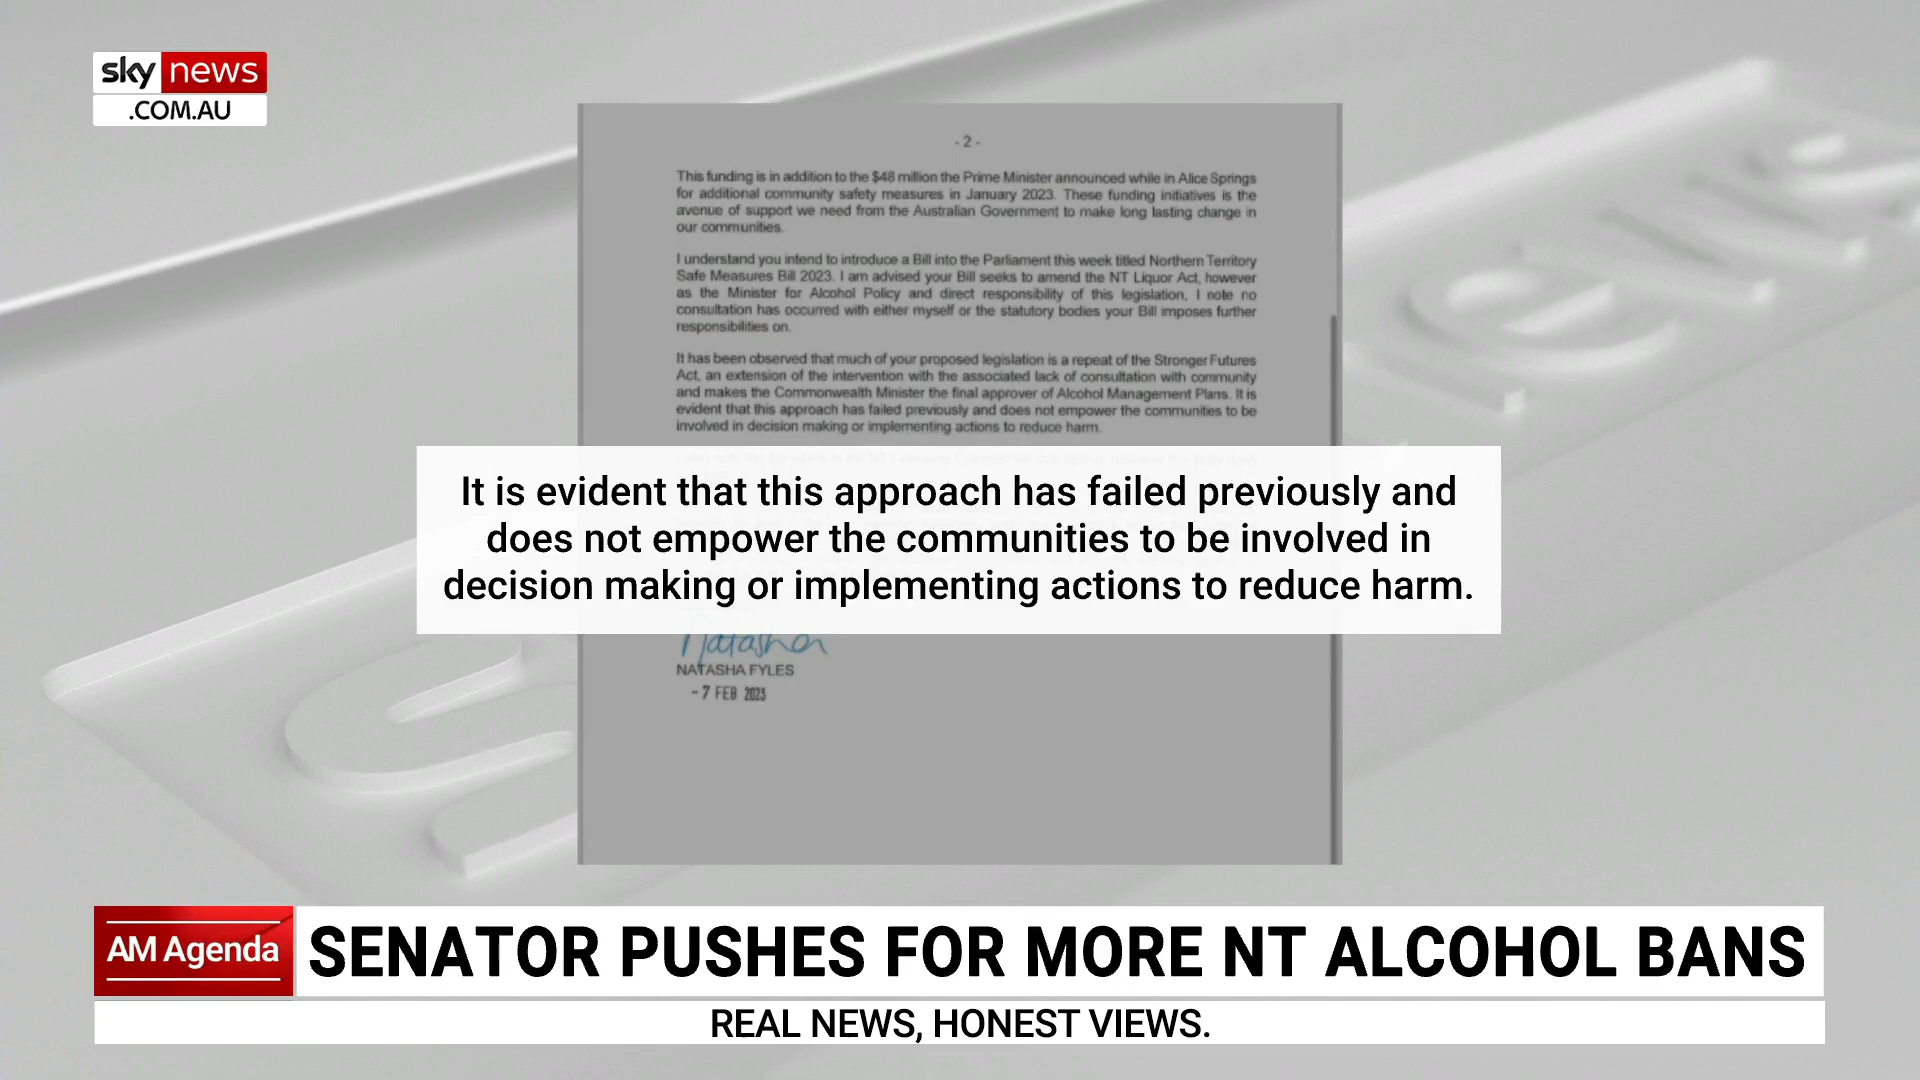 sky news
.COM.AU
- 2 -
This funding is in addition to the $48 million the Prime Minister announced while in Alice Springs
for additional community safety measures in January 2023. These funding initiatives is the
avenue of support we need from the Australian Government to make long lasting change in
our communities.
I understand you intend to introduce a Bill into the Parliament this week titled Northern Territory
Safe Measures Bill 2023. I am advised your Bill seeks to amend the NT Liquor Act, however
as the Minister for Alcohol Policy and direct responsibility of this legislation, I note no
consultation has occurred with either myself or the statutory bodies your Bill imposes further
responsibilities on.
It has been observed that much of your proposed legislation is a repeat of the Stronger Futures
Act, an extension of the intervention with the associated lack of consultation with community
and makes the Commonwealth Minister the final approver of Alcohol Management Plans. It is
evident that this approach has failed previously and does not empower the communities to be
involved in decision making or implementing actions to reduce harm.
It is evident that this approach has failed previously and
does not empower the communities to be involved in
decision making or implementing actions to reduce harm.
Natasha
NATASHA FYLES
- 7 FEB 2023
AM Agenda
SENATOR PUSHES FOR MORE NT ALCOHOL BANS
REAL NEWS, HONEST VIEWS.